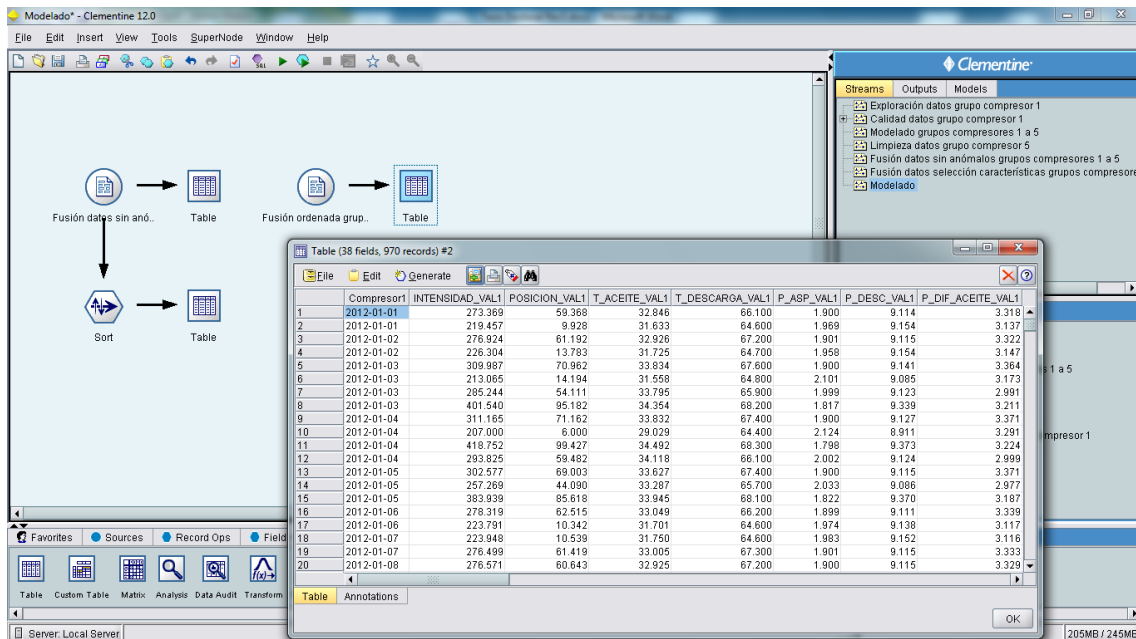 Modelado* - Clementine 12.0
File Edit Insert View Tools SuperNode Window Help
SQL
Clementine
Streams Outputs Models
Exploración datos grupo compresor 1
Calidad datos grupo compresor 1
Modelado grupos compresores 1 a 5
Limpieza datos grupo compresor 5
Fusión datos sin anómalos grupos compresores 1 a 5
Fusión datos selección características grupos compresore
Modelado
Fusión datos sin anó.. Table Fusión ordenada grup.. Table
Sort Table
Table (38 fields, 970 records) #2
File Edit Generate
Compresor1 INTENSIDAD_VAL1 POSICION_VAL1 T_ACEITE_VAL1 T_DESCARGA_VAL1 P_ASP_VAL1 P_DESC_VAL1 P_DIF_ACEITE_VAL1
1 2012-01-01 273.369 59.368 32.846 66.100 1.900 9.114 3.318
2 2012-01-01 219.457 9.928 31.633 64.600 1.969 9.154 3.137
3 2012-01-02 276.924 61.192 32.926 67.200 1.901 9.115 3.322
4 2012-01-02 226.304 13.783 31.725 64.700 1.958 9.154 3.147
5 2012-01-03 309.987 70.962 33.834 67.600 1.900 9.141 3.364
6 2012-01-03 213.065 14.194 31.558 64.800 2.101 9.085 3.173
7 2012-01-03 285.244 54.111 33.795 65.900 1.999 9.123 2.991
8 2012-01-03 401.540 95.182 34.354 68.200 1.817 9.339 3.211
9 2012-01-04 311.165 71.162 33.832 67.400 1.900 9.127 3.371
10 2012-01-04 207.000 6.000 29.029 64.400 2.124 8.911 3.291
11 2012-01-04 418.752 99.427 34.492 68.300 1.798 9.373 3.224
12 2012-01-04 293.825 59.482 34.118 66.100 2.002 9.124 2.999
13 2012-01-05 302.577 69.003 33.627 67.400 1.900 9.115 3.371
14 2012-01-05 257.269 44.090 33.287 65.700 2.033 9.086 2.977
15 2012-01-05 383.939 85.618 33.945 68.100 1.822 9.370 3.187
16 2012-01-06 278.319 62.515 33.049 66.200 1.899 9.111 3.339
17 2012-01-06 223.791 10.342 31.701 64.600 1.974 9.138 3.117
18 2012-01-07 223.948 10.539 31.750 64.600 1.983 9.152 3.116
19 2012-01-07 276.499 61.419 33.005 67.300 1.901 9.115 3.333
20 2012-01-08 276.571 60.643 32.925 67.200 1.900 9.115 3.329
Table Annotations
OK
s 1 a 5
mpresor 1
Favorites Sources Record Ops Field
Table Custom Table Matrix Analysis Data Audit Transform
f(x)
Server: Local Server
205MB / 245ME